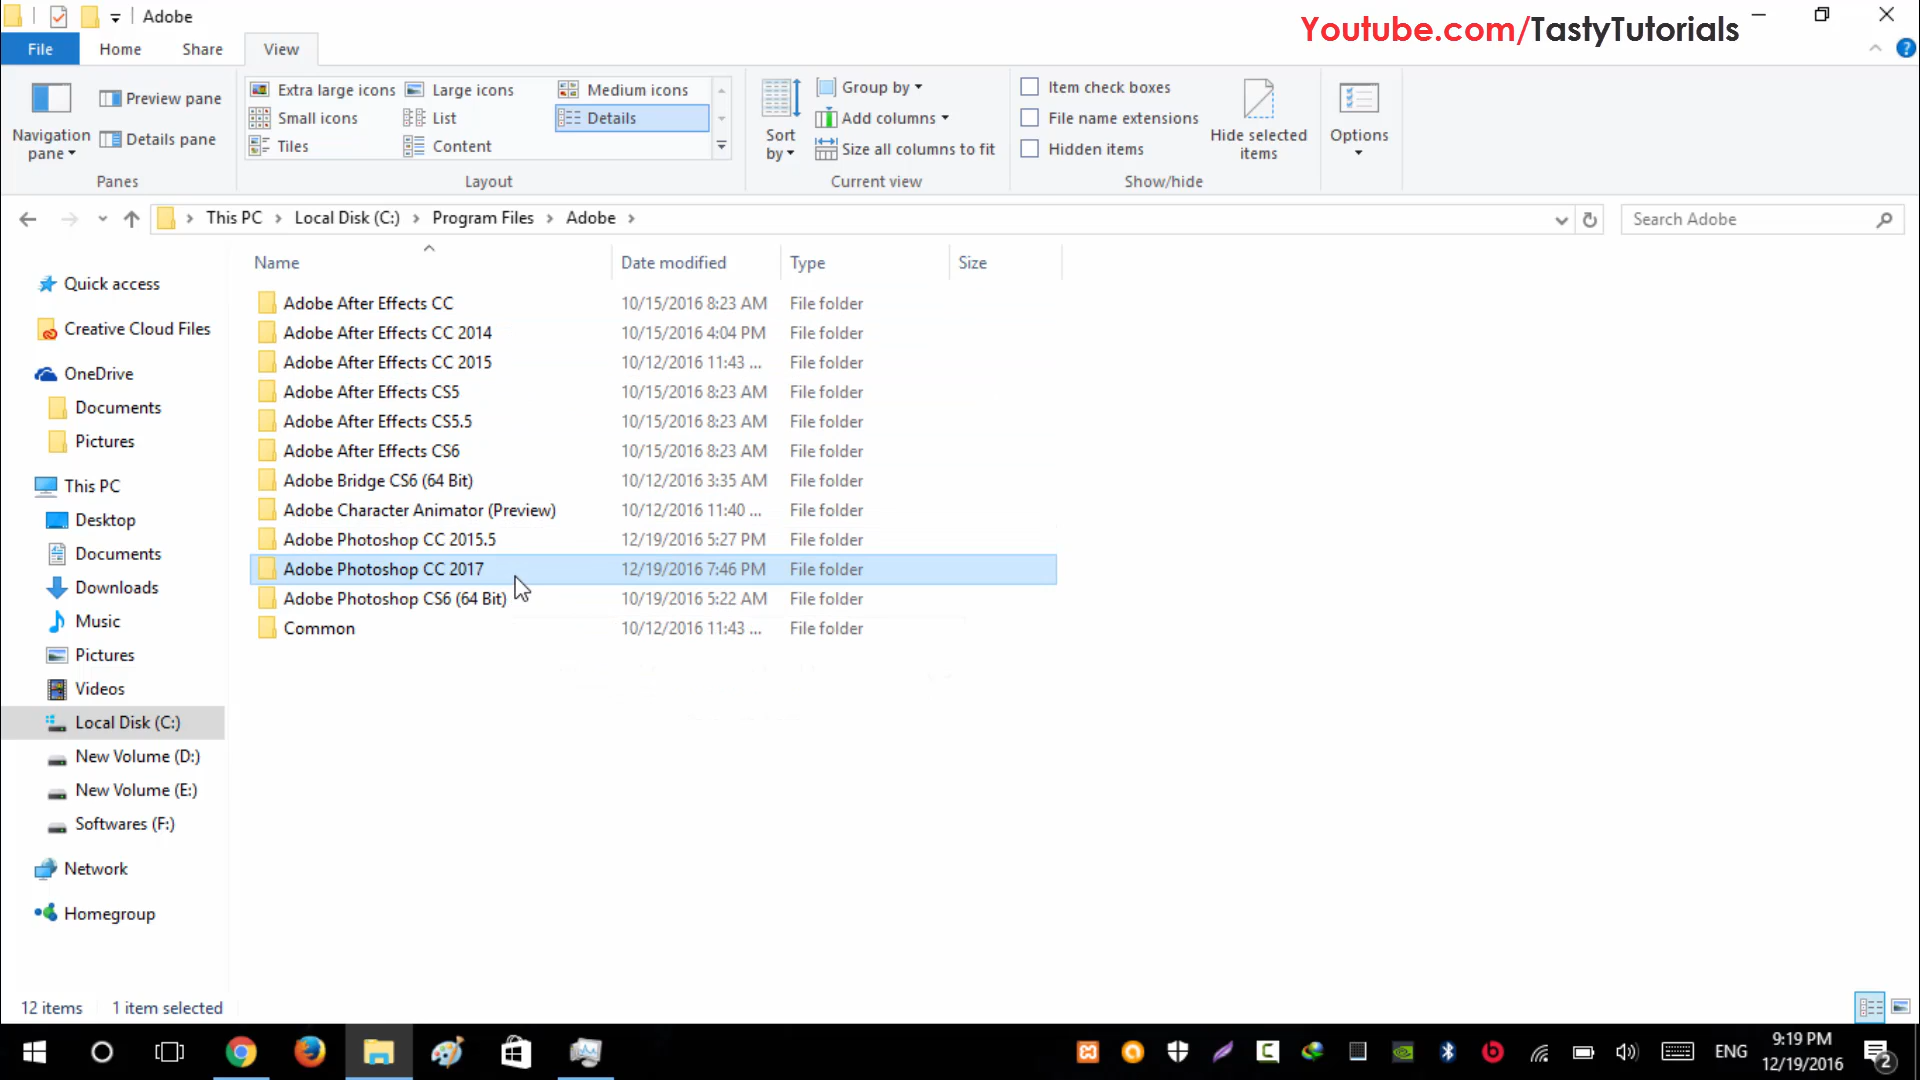 Adobe
Youtube.com/TastyTutorials
File Home Share View
Navigation pane
Preview pane
Details pane
Panes
Extra large icons Large icons Medium icons
Small icons List Details
Tiles Content
Layout
Sort by
Group by
Add columns
Size all columns to fit
Current view
Item check boxes
File name extensions
Hidden items
Hide selected items
Show/hide
Options
This PC > Local Disk (C:) > Program Files > Adobe >
Search Adobe
Name Date modified Type Size
Adobe After Effects CC 10/15/2016 8:23 AM File folder
Adobe After Effects CC 2014 10/15/2016 4:04 PM File folder
Adobe After Effects CC 2015 10/12/2016 11:43 ... File folder
Adobe After Effects CS5 10/15/2016 8:23 AM File folder
Adobe After Effects CS5.5 10/15/2016 8:23 AM File folder
Adobe After Effects CS6 10/15/2016 8:23 AM File folder
Adobe Bridge CS6 (64 Bit) 10/12/2016 3:35 AM File folder
Adobe Character Animator (Preview) 10/12/2016 11:40 ... File folder
Adobe Photoshop CC 2015.5 12/19/2016 5:27 PM File folder
Adobe Photoshop CC 2017 12/19/2016 7:46 PM File folder
Adobe Photoshop CS6 (64 Bit) 10/19/2016 5:22 AM File folder
Common 10/12/2016 11:43 ... File folder
Quick access
Creative Cloud Files
OneDrive
Documents
Pictures
This PC
Desktop
Documents
Downloads
Music
Pictures
Videos
Local Disk (C:)
New Volume (D:)
New Volume (E:)
Softwares (F:)
Network
Homegroup
12 items 1 item selected
ENG
9:19 PM
12/19/2016
2